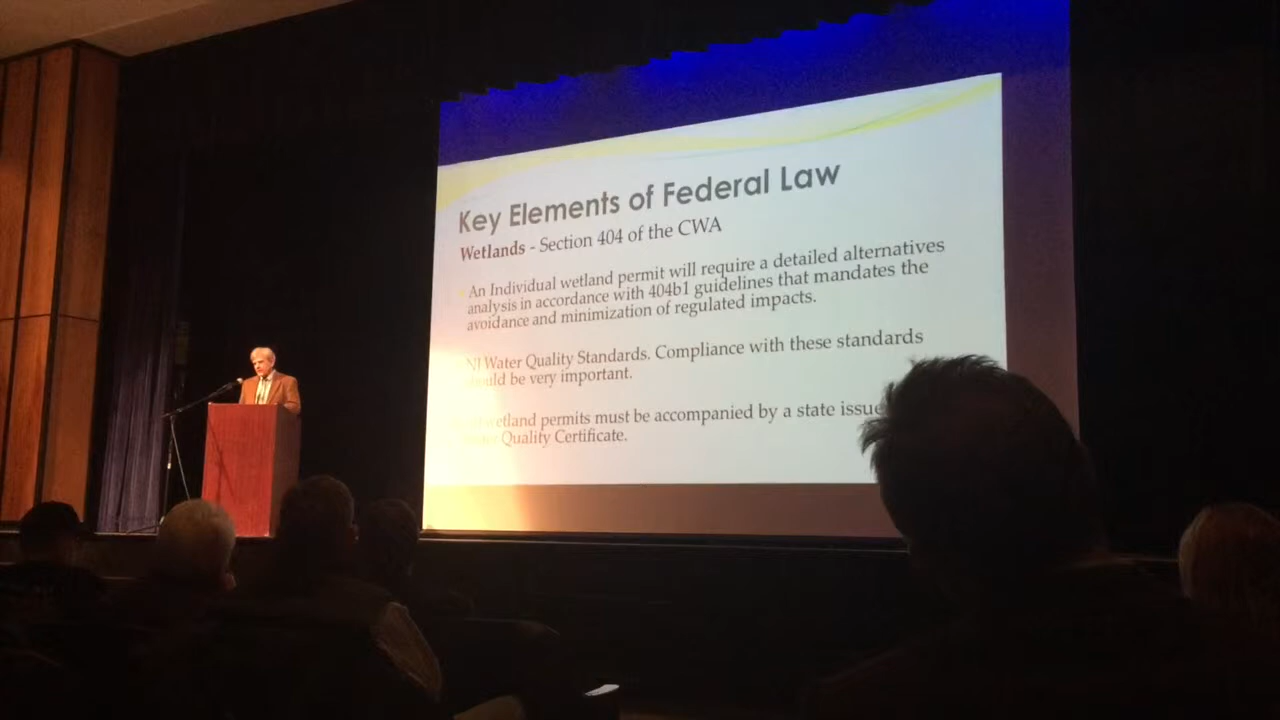 Key Elements of Federal Law
Wetlands - Section 404 of the CWA
An Individual wetland permit will require a detailed alternatives
analysis in accordance with 404b1 guidelines that mandates the
avoidance and minimization of regulated impacts.
NJ Water Quality Standards. Compliance with these standards
be very important.
wetland permits must be accompanied by a state
Quality Certificate.